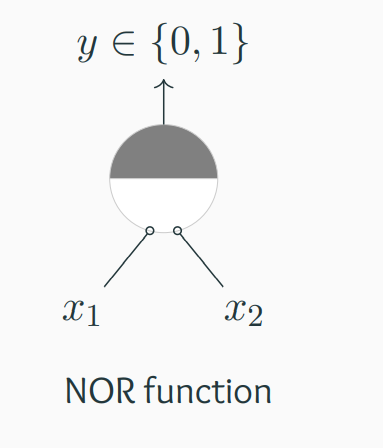 y ∈ {0, 1}
x₁ x₂
NOR function